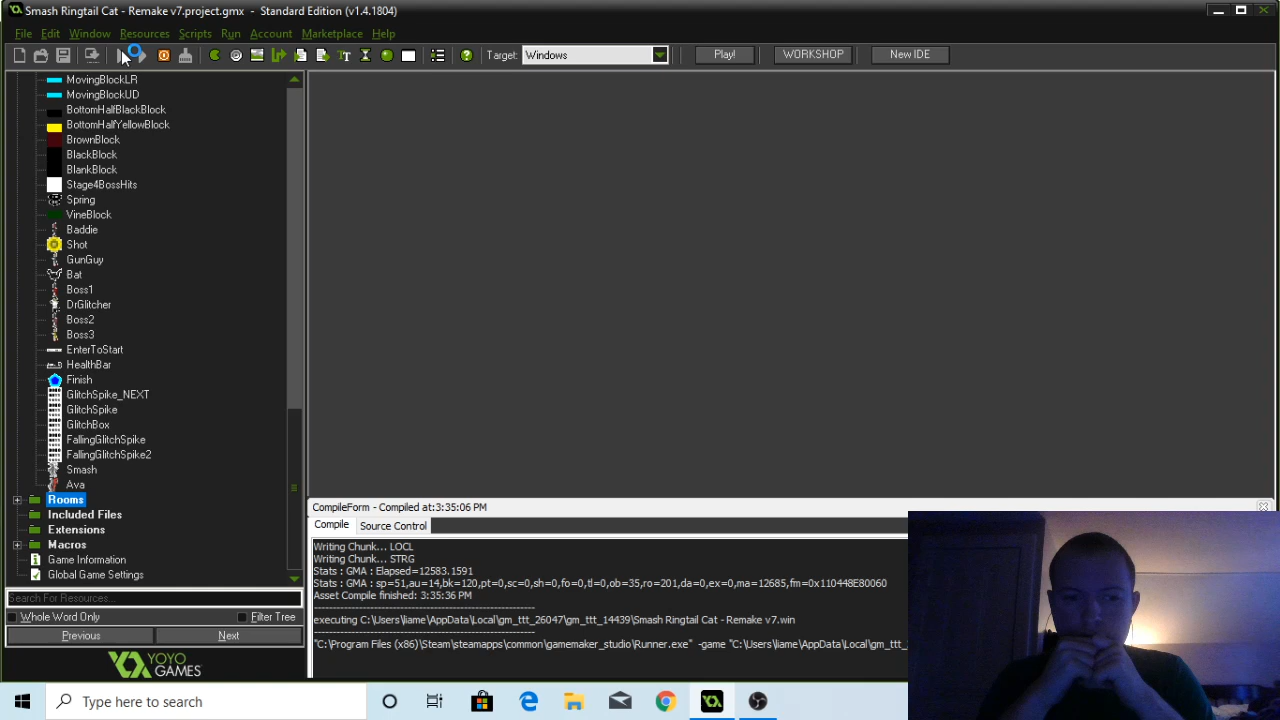 Smash Ringtail Cat - Remake v7.project.gmx - Standard Edition (v1.4.1804)
File Edit Window Resources Scripts Run Account Marketplace Help
Target: Windows Play! WORKSHOP New IDE
MovingBlockLR
MovingBlockUD
BottomHalfBlackBlock
BottomHalfYellowBlock
BrownBlock
BlackBlock
BlankBlock
Stage4BossHits
Spring
VineBlock
Baddie
Shot
GunGuy
Bat
Boss1
DrGlitcher
Boss2
Boss3
EnterToStart
HealthBar
Finish
GlitchSpike_NEXT
GlitchSpike
GlitchBox
FallingGlitchSpike
FallingGlitchSpike2
Smash
Ava
Rooms
Included Files
Extensions
Macros
Game Information
Global Game Settings
Search For Resources...
Whole Word Only Filter Tree
Previous Next
YOYO
GAMES
CompileForm - Compiled at:3:35:06 PM
Compile Source Control
Writing Chunk... LOCL
Writing Chunk... STRG
Stats : GMA : Elapsed=12583.1591
Stats : GMA : sp=51,au=14,bk=120,pt=0,sc=0,sh=0,fo=0,tl=0,ob=35,ro=201,da=0,ex=0,ma=12685,fm=0x110448E80060
Asset Compile finished: 3:35:36 PM
executing C:\Users\liame\AppData\Local\gm_ttt_26047\gm_ttt_14439\Smash Ringtail Cat - Remake v7.win
"C:\Program Files (x86)\Steam\steamapps\common\gamemaker_studio\Runner.exe" -game "C:\Users\liame\AppData\Local\gm_ttt_
Type here to search